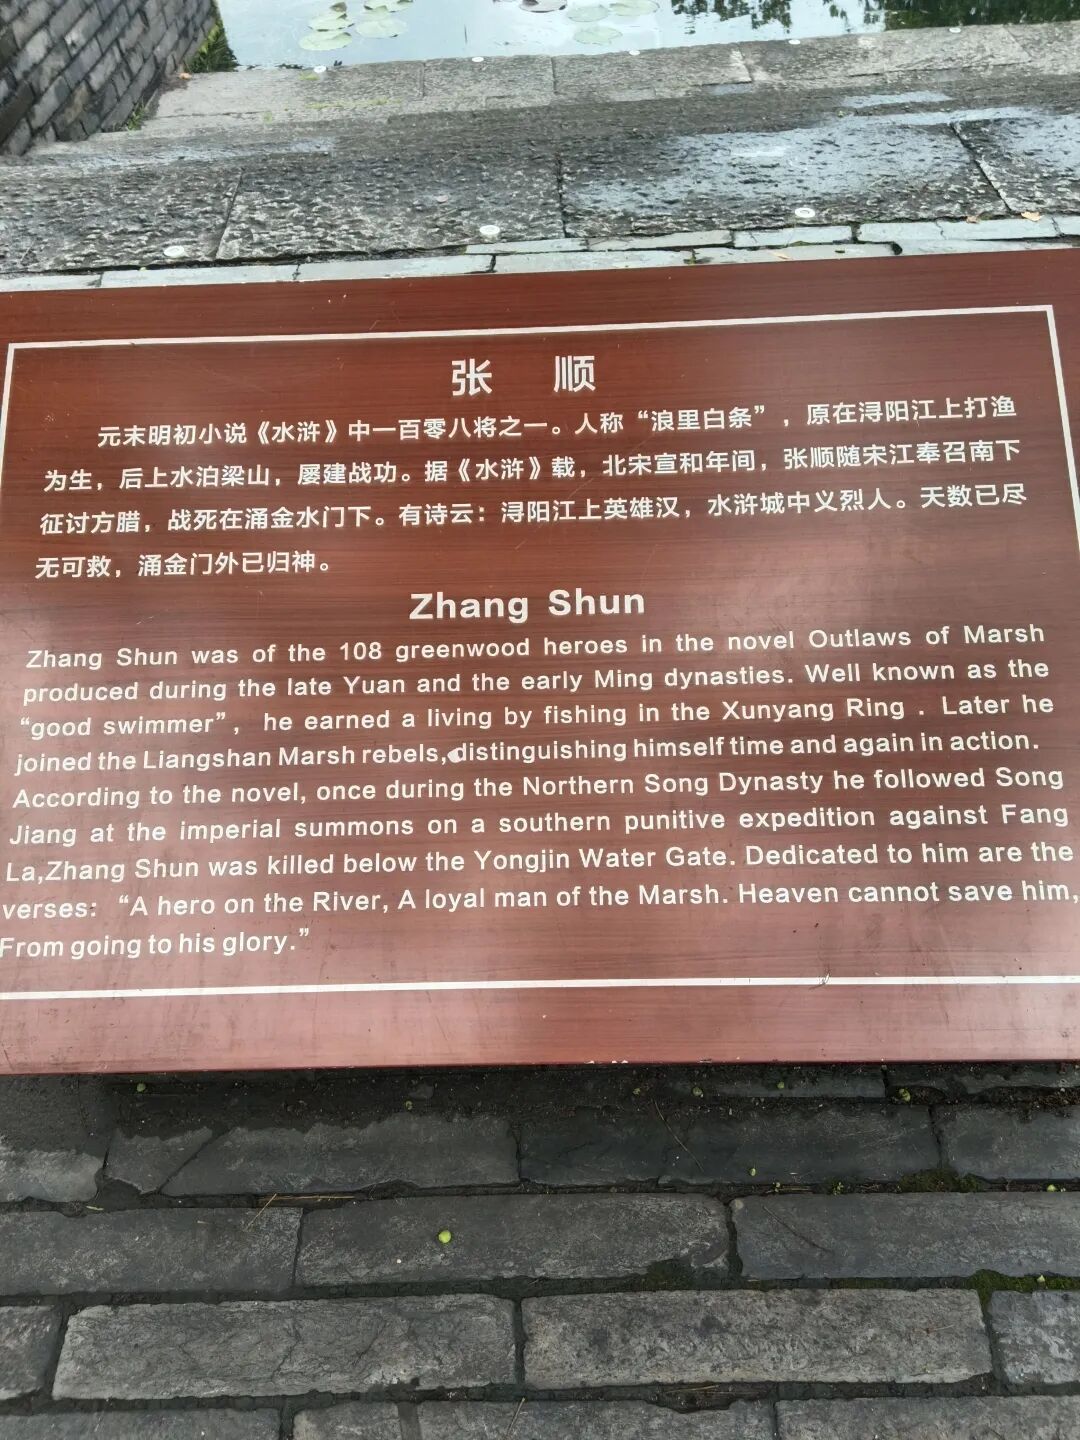 张 顺
元末明初小说《水浒》中一百零八将之一。人称“浪里白条”，原在浔阳江上打渔
为生，后上水泊梁山，屡建战功。据《水浒》载，北宋宣和年间，张顺随宋江奉召南下
征讨方腊，战死在涌金水门下。有诗云：浔阳江上英雄汉，水浒城中义烈人。天数已尽
无可救，涌金门外已归神。
Zhang Shun
Zhang Shun was of the 108 greenwood heroes in the novel Outlaws of Marsh
produced during the late Yuan and the early Ming dynasties. Well known as the
“good swimmer”, he earned a living by fishing in the Xunyang Ring . Later he
joined the Liangshan Marsh rebels, distinguishing himself time and again in action.
According to the novel, once during the Northern Song Dynasty he followed Song
Jiang at the imperial summons on a southern punitive expedition against Fang
La,Zhang Shun was killed below the Yongjin Water Gate. Dedicated to him are the
verses: “A hero on the River, A loyal man of the Marsh. Heaven cannot save him,
From going to his glory.”